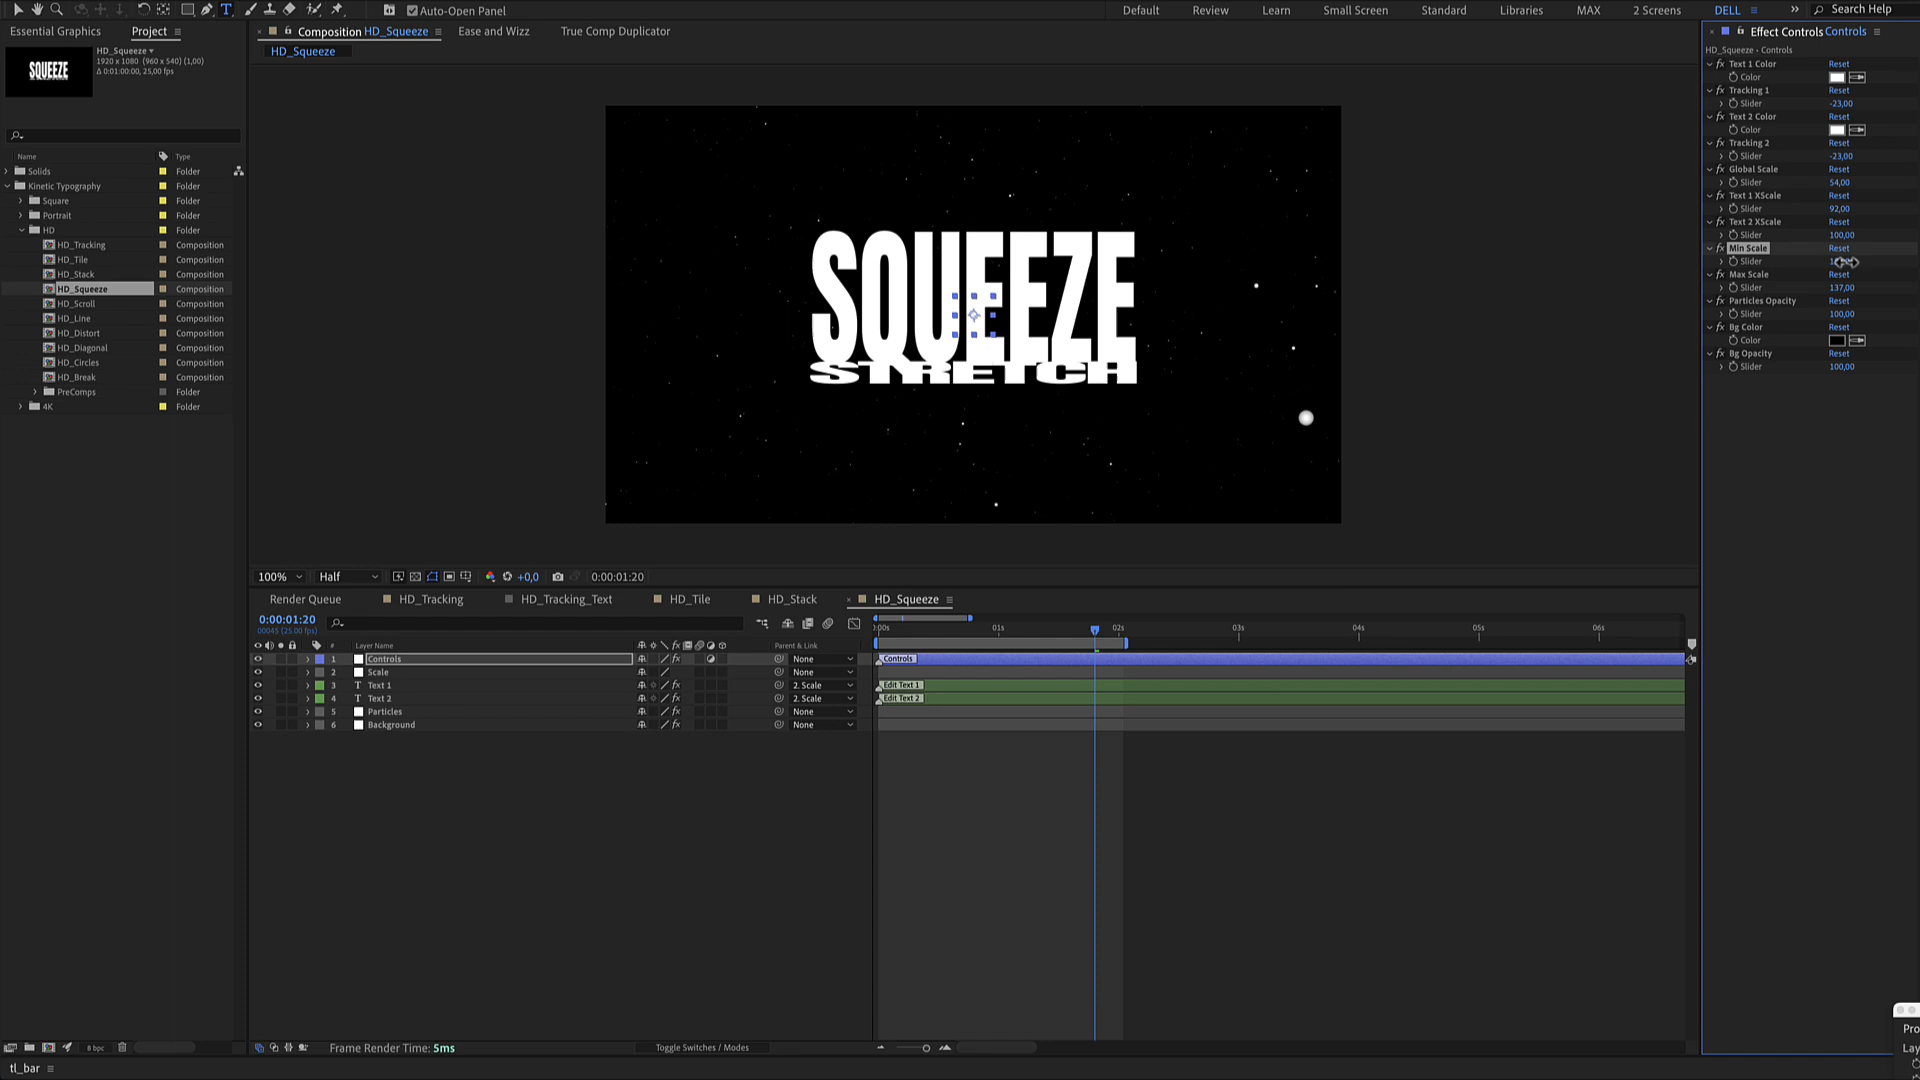 Auto-Open Panel
Default
Review
Learn
Small Screen
Standard
Libraries
MAX
2 Screens
DELL
Search Help
Essential Graphics
Project
HD_Squeeze
1920 x 1080 (960 x 540) (1,00)
Δ 0:01:00:00, 25,00 fps
SQUEEZE
Name
Type
Solids Folder
Kinetic Typography Folder
Square Folder
Portrait Folder
HD Folder
HD_Tracking Composition
HD_Tile Composition
HD_Stack Composition
HD_Squeeze Composition
HD_Scroll Composition
HD_Line Composition
HD_Distort Composition
HD_Diagonal Composition
HD_Circles Composition
HD_Break Composition
PreComps Folder
4K Folder
8 bpc
Composition HD_Squeeze
Ease and Wizz
True Comp Duplicator
HD_Squeeze
SQUEEZE
STRETCH
100%
Half
+0,0
0:00:01:20
Effect Controls Controls
HD_Squeeze • Controls
Text 1 Color Reset
Color
Tracking 1 Reset
Slider -23,00
Text 2 Color Reset
Color
Tracking 2 Reset
Slider -23,00
Global Scale Reset
Slider 54,00
Text 1 XScale Reset
Slider 92,00
Text 2 XScale Reset
Slider 100,00
Min Scale Reset
Slider
Max Scale Reset
Slider 137,00
Particles Opacity Reset
Slider 100,00
Bg Color Reset
Color
Bg Opacity Reset
Slider 100,00
Render Queue
HD_Tracking
HD_Tracking_Text
HD_Tile
HD_Stack
HD_Squeeze
0:00:01:20
00045 (25.00 fps)
# Layer Name
Parent & Link
1 Controls None
2 Scale None
3 T Text 1 2. Scale
4 T Text 2 2. Scale
5 Particles None
6 Background None
01s
02s
03s
04s
05s
06s
Controls
Edit Text 1
Edit Text 2
Frame Render Time: 5ms
Toggle Switches / Modes
tl_bar